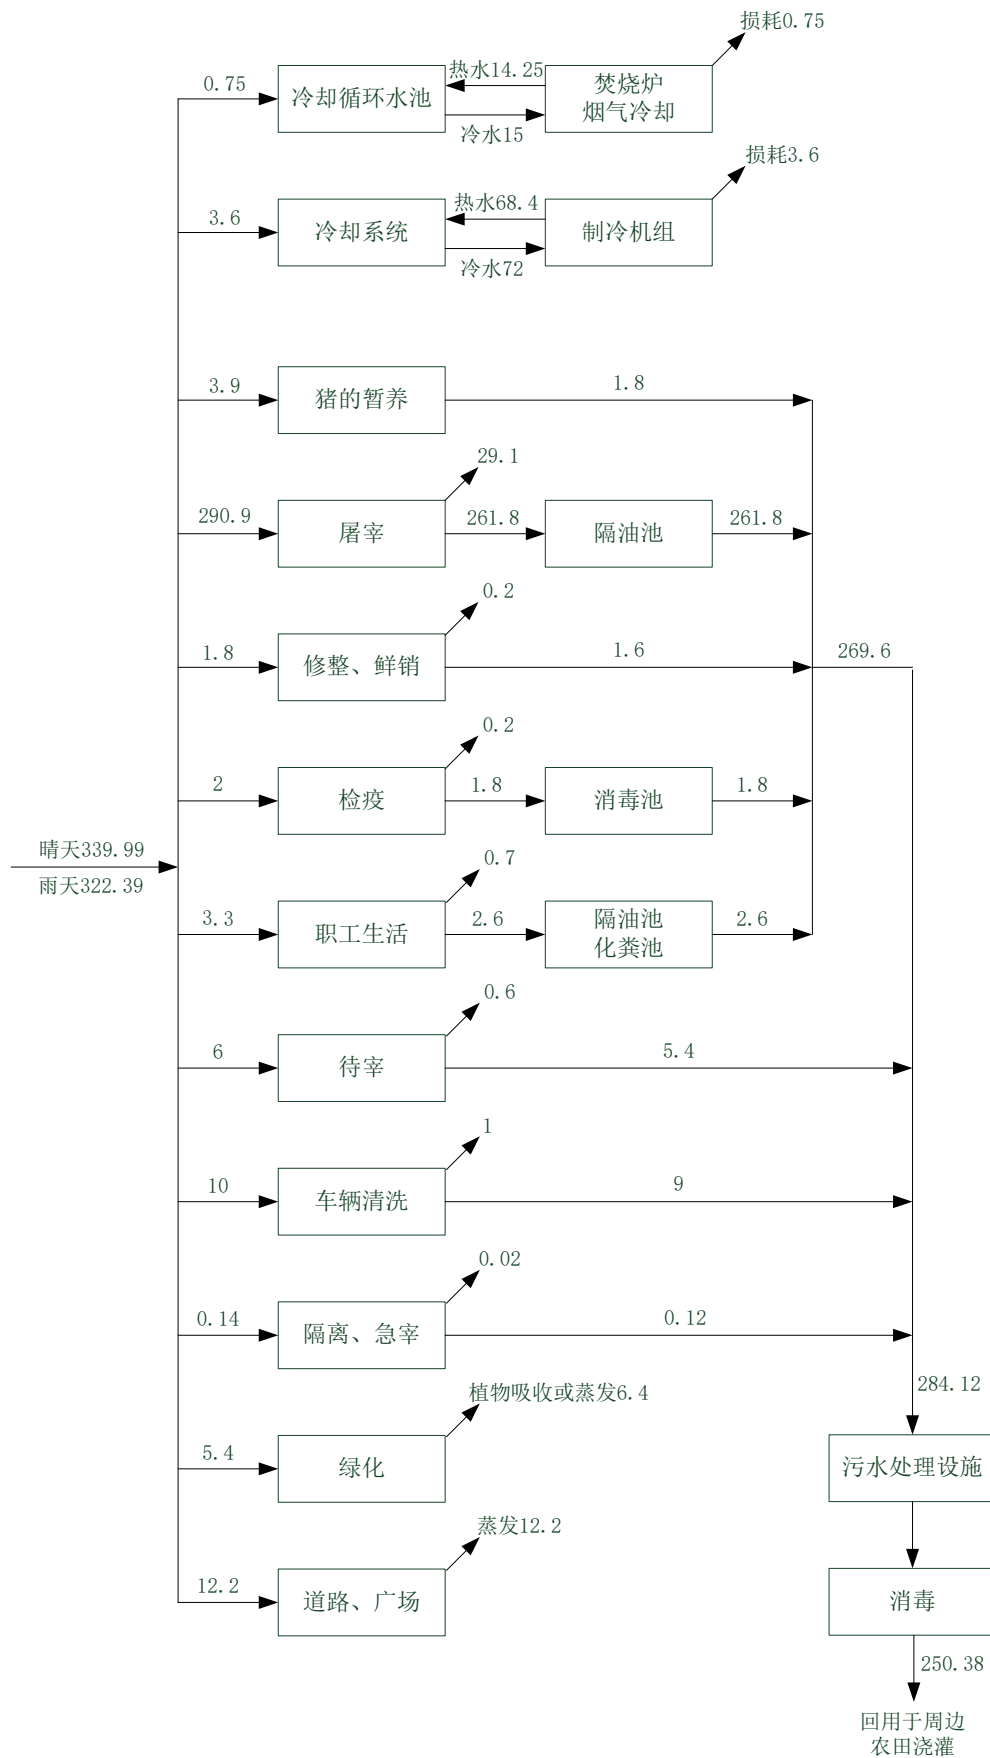 损耗0.75
0.75
冷却循环水池
热水14.25
冷水15
焚烧炉
烟气冷却
损耗3.6
3.6
冷却系统
热水68.4
冷水72
制冷机组
3.9
猪的暂养
1.8
29.1
290.9
屠宰
261.8
隔油池
261.8
0.2
1.8
修整、鲜销
1.6
269.6
0.2
2
检疫
1.8
消毒池
1.8
晴天339.99
雨天322.39
0.7
3.3
职工生活
2.6
隔油池
化粪池
2.6
0.6
6
待宰
5.4
1
10
车辆清洗
9
0.02
0.14
隔离、急宰
0.12
植物吸收或蒸发6.4
284.12
5.4
绿化
污水处理设施
蒸发12.2
12.2
道路、广场
消毒
250.38
回用于周边
农田浇灌